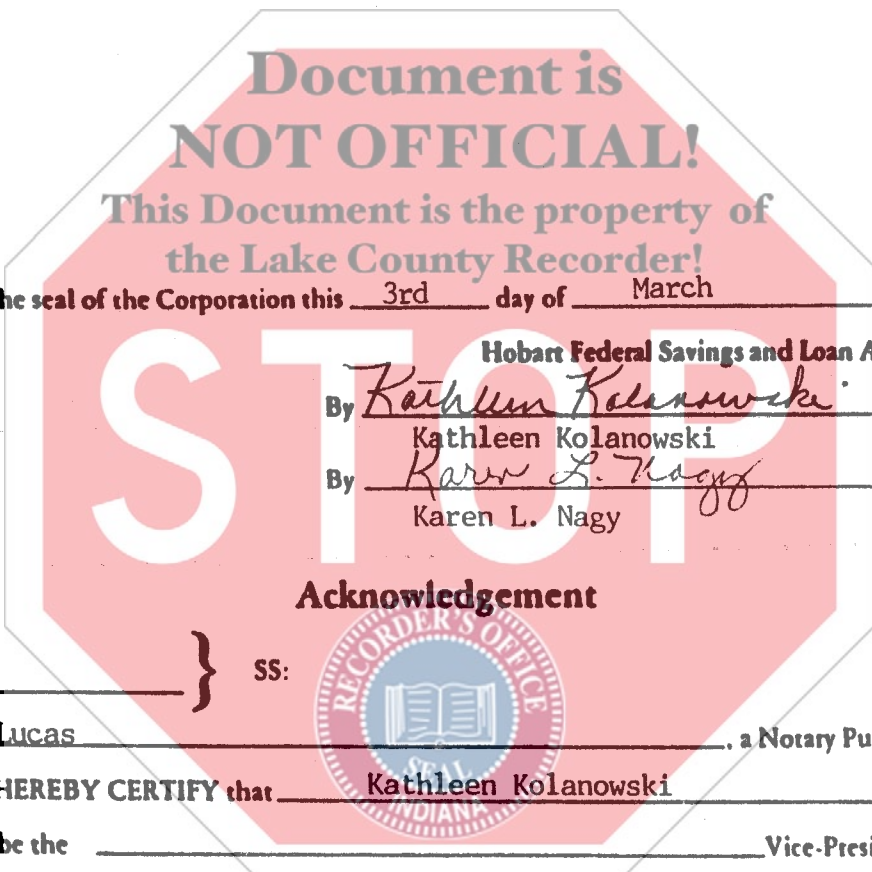 Document is
NOT OFFICIAL!
This Document is the property of
the Lake County Recorder!
he seal of the Corporation this 3rd day of March
Hobart Federal Savings and Loan A
STOP
By Kathleen Kolanowski
Kathleen Kolanowski
By Karen L. Nagy
Karen L. Nagy
Acknowledgement
} SS:
RECORDER'S OFFICE
SEAL
INDIANA
Lucas, a Notary Pu
HEREBY CERTIFY that Kathleen Kolanowski
be the Vice-Presi